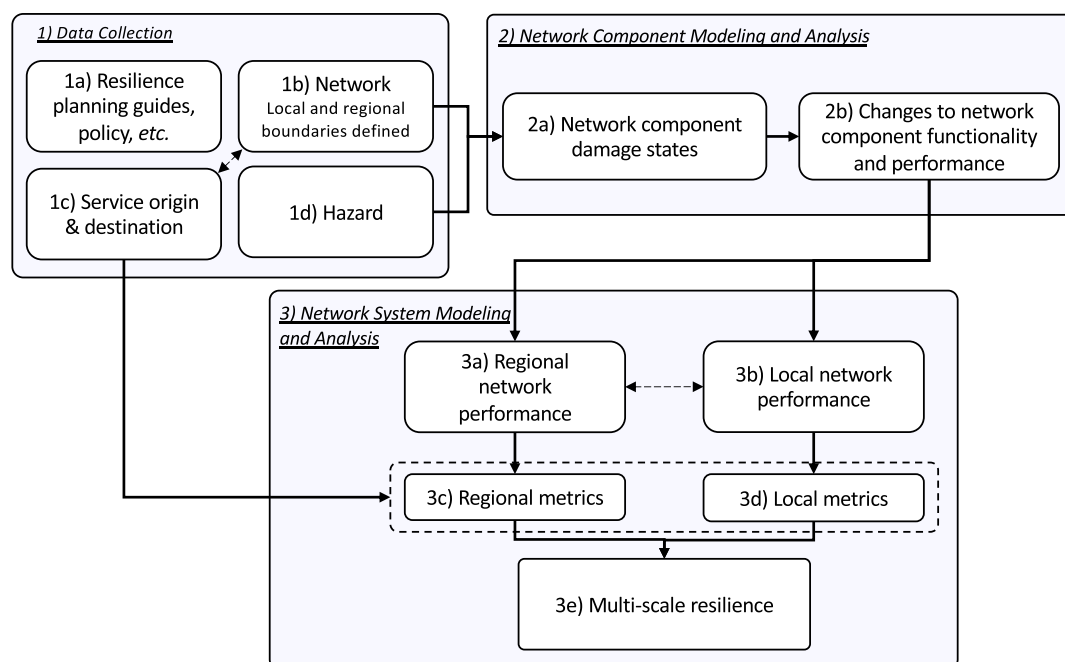 1) Data Collection
1a) Resilience
planning guides,
policy, etc.
1b) Network
Local and regional
boundaries defined
1c) Service origin
& destination
1d) Hazard
2) Network Component Modeling and Analysis
2a) Network component
damage states
2b) Changes to network
component functionality
and performance
3) Network System Modeling
and Analysis
3a) Regional
network
performance
3b) Local network
performance
3c) Regional metrics
3d) Local metrics
3e) Multi-scale resilience